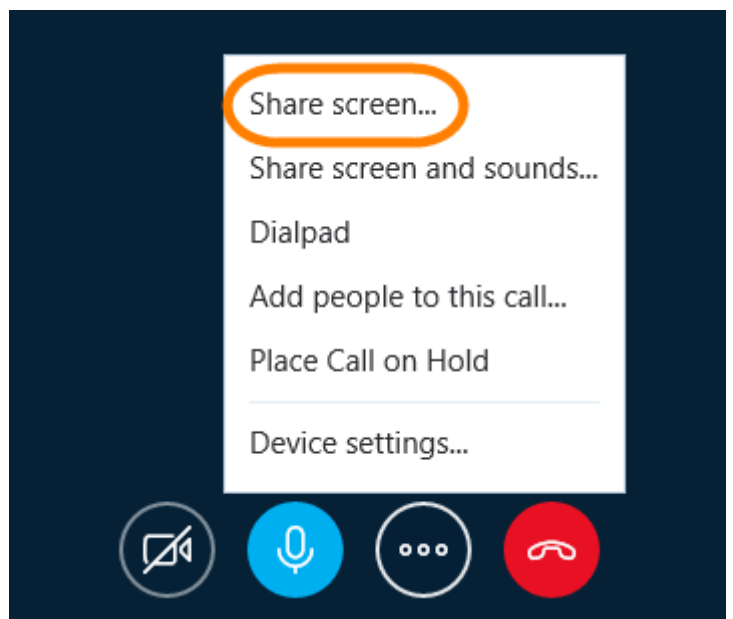 Share screen...
Share screen and sounds...
Dialpad
Add people to this call...
Place Call on Hold
Device settings...